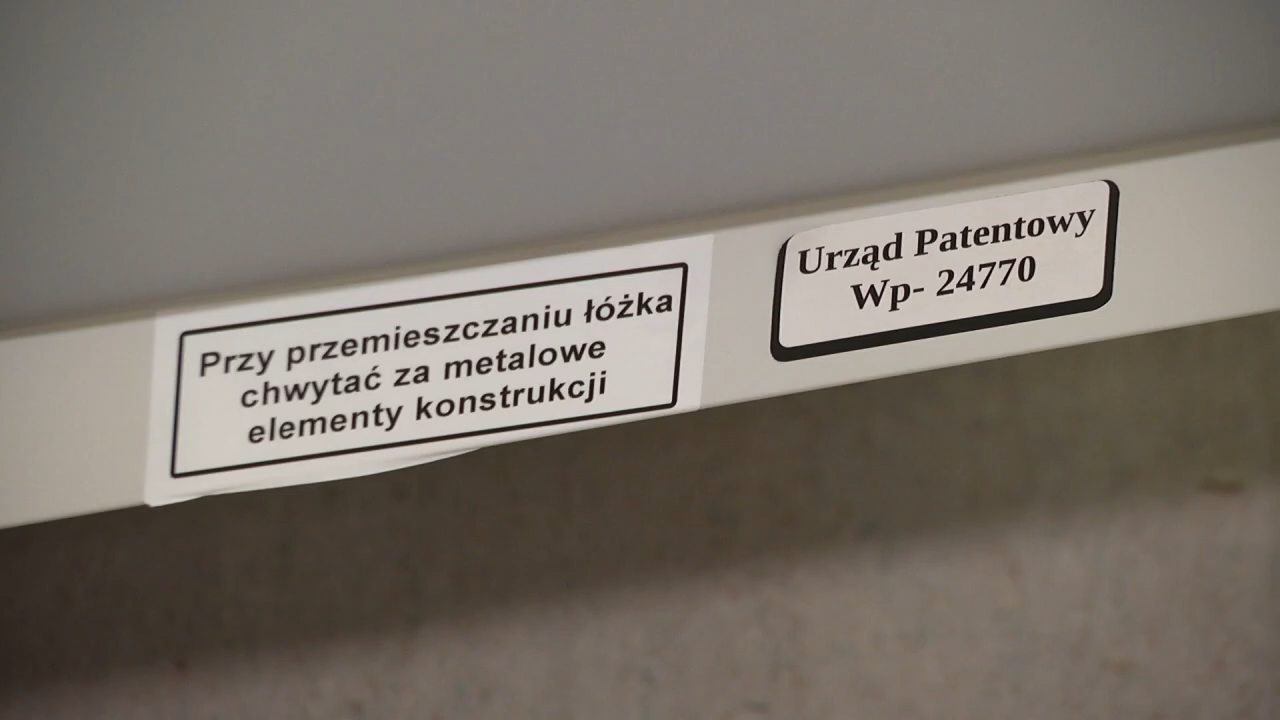 Przy przemieszczaniu łóżka
chwytać za metalowe
elementy konstrukcji
Urząd Patentowy
Wp- 24770